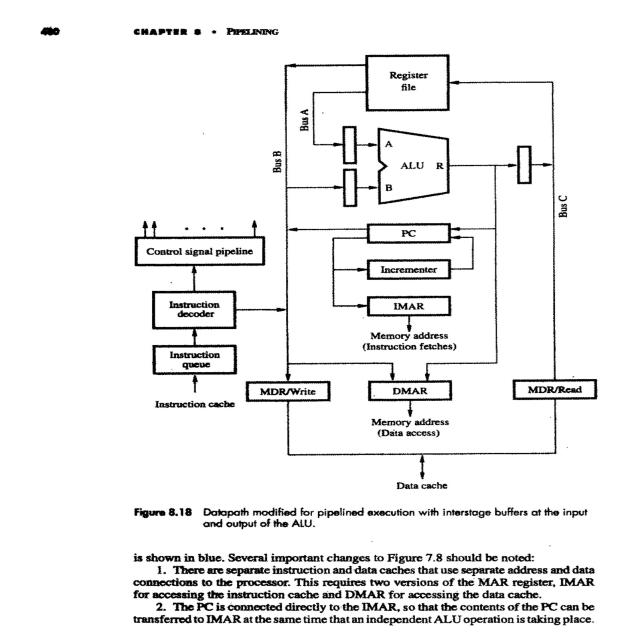 480 CHAPTER 8 • PIPELINING
Register
file
Bus A
Bus B
A
ALU R
B
Bus C
PC
Control signal pipeline
Incrementer
Instruction
decoder
IMAR
Memory address
(Instruction fetches)
Instruction
queue
MDR/Write
DMAR
MDR/Read
Instruction cache
Memory address
(Data access)
Data cache
Figure 8.18 Datapath modified for pipelined execution with interstage buffers at the input
and output of the ALU.
is shown in blue. Several important changes to Figure 7.8 should be noted:
1. There are separate instruction and data caches that use separate address and data
connections to the processor. This requires two versions of the MAR register, IMAR
for accessing the instruction cache and DMAR for accessing the data cache.
2. The PC is connected directly to the IMAR, so that the contents of the PC can be
transferred to IMAR at the same time that an independent ALU operation is taking place.